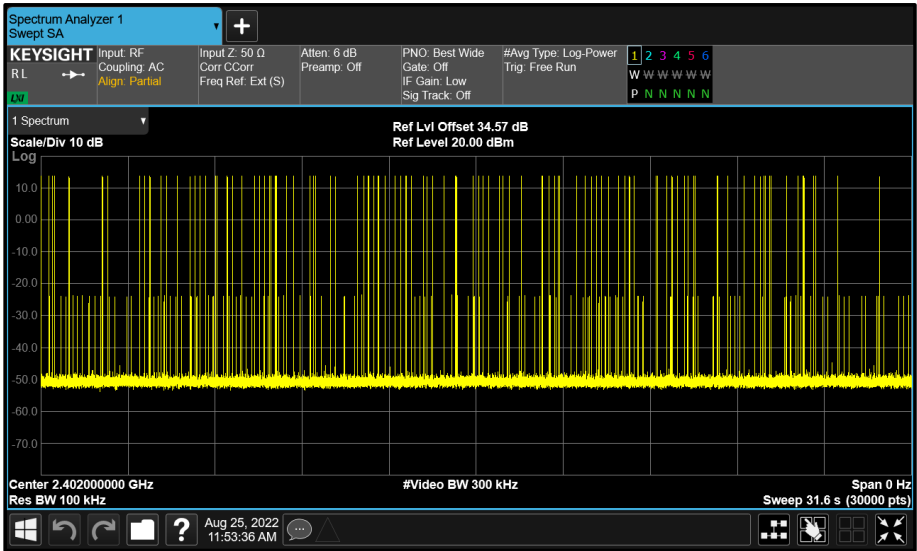 Spectrum Analyzer 1
Swept SA
+
KEYSIGHT
RL
LXI
Input: RF
Coupling: AC
Align: Partial
Input Z: 50 Ω
Corr CCorr
Freq Ref: Ext (S)
Atten: 6 dB
Preamp: Off
PNO: Best Wide
Gate: Off
IF Gain: Low
Sig Track: Off
#Avg Type: Log-Power
Trig: Free Run
1 2 3 4 5 6
W W W W W W
P N N N N N
1 Spectrum
Scale/Div 10 dB
Ref Lvl Offset 34.57 dB
Ref Level 20.00 dBm
Log
10.0
0.00
-10.0
-20.0
-30.0
-40.0
-50.0
-60.0
-70.0
Center 2.402000000 GHz
#Video BW 300 kHz
Span 0 Hz
Res BW 100 kHz
Sweep 31.6 s (30000 pts)
?
Aug 25, 2022
11:53:36 AM